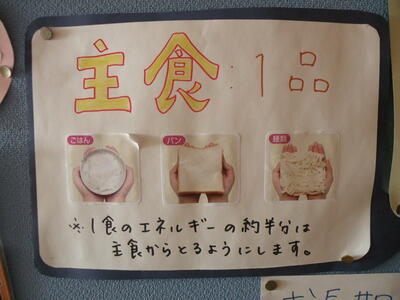 主食:1品
ごはん
パン
麺類
※1食のエネルギーの約半分は
主食からとるようにします。